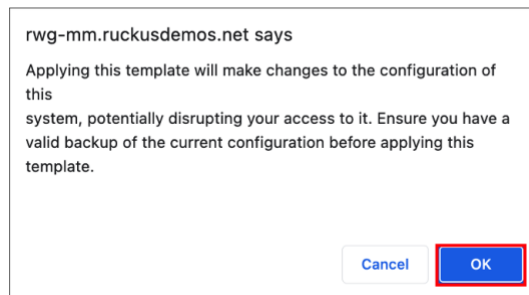 rwg-mm.ruckusdemos.net says
Applying this template will make changes to the configuration of
this
system, potentially disrupting your access to it. Ensure you have a
valid backup of the current configuration before applying this
template.
Cancel
OK